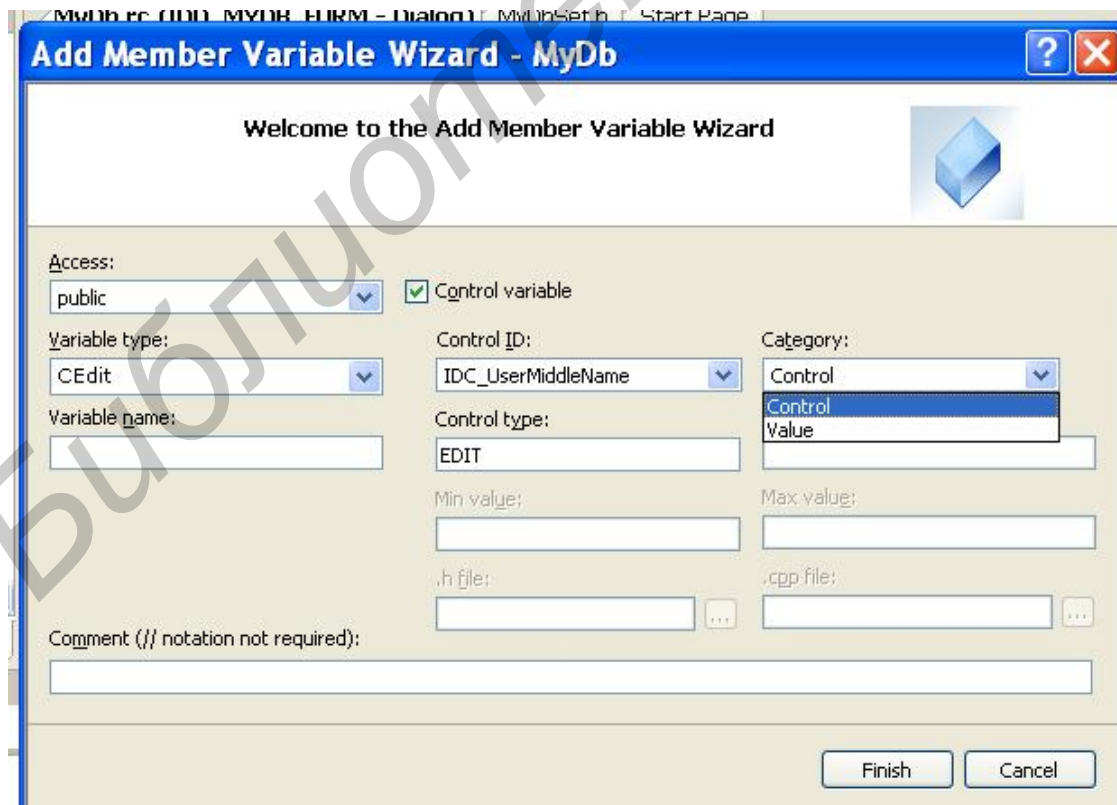 MyDb.rc (IDD_MYDB_FORM - Dialog) MyDbSet.h Start Page
Add Member Variable Wizard - MyDb
Welcome to the Add Member Variable Wizard
Access:
public
Control variable
Variable type:
Control ID:
Category:
CEdit
IDC_UserMiddleName
Control
Variable name:
Control type:
Control
Value
EDIT
Min value:
Max value:
.h file:
.cpp file:
...
...
Comment (// notation not required):
Finish
Cancel